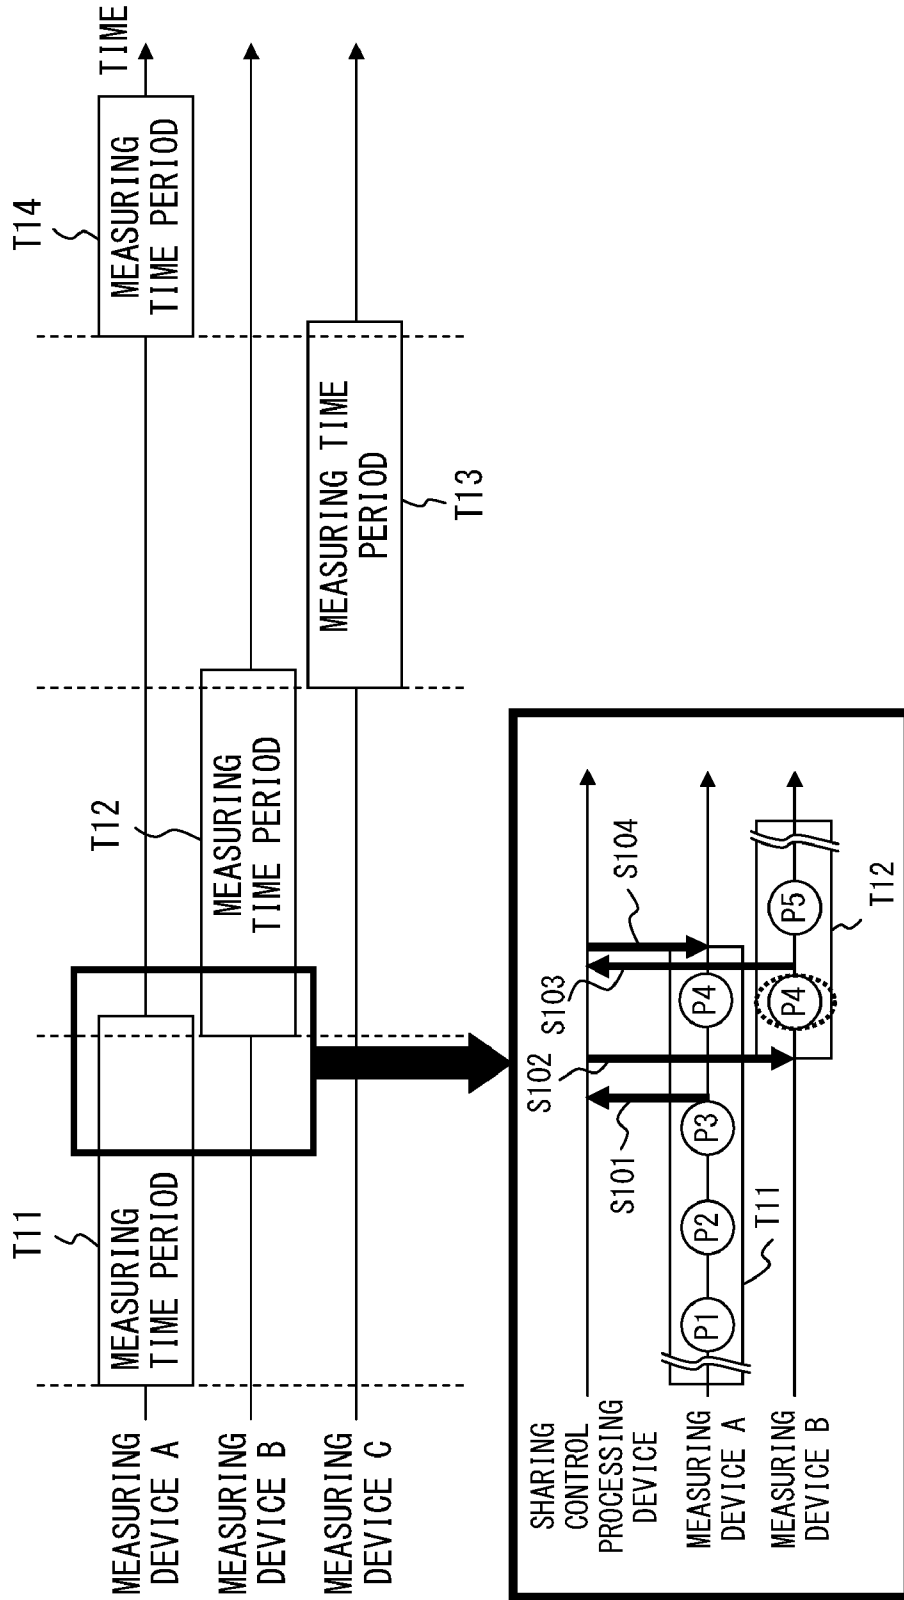 T11
T12
T14
TIME
MEASURING
DEVICE A
MEASURING
TIME PERIOD
MEASURING
TIME PERIOD
MEASURING
DEVICE B
MEASURING
TIME PERIOD
MEASURING
DEVICE C
MEASURING TIME
PERIOD
T13
SHARING
CONTROL
PROCESSING
DEVICE
S101
S102
S103
S104
MEASURING
DEVICE A
P1
P2
P3
P4
T11
MEASURING
DEVICE B
P4
P5
T12